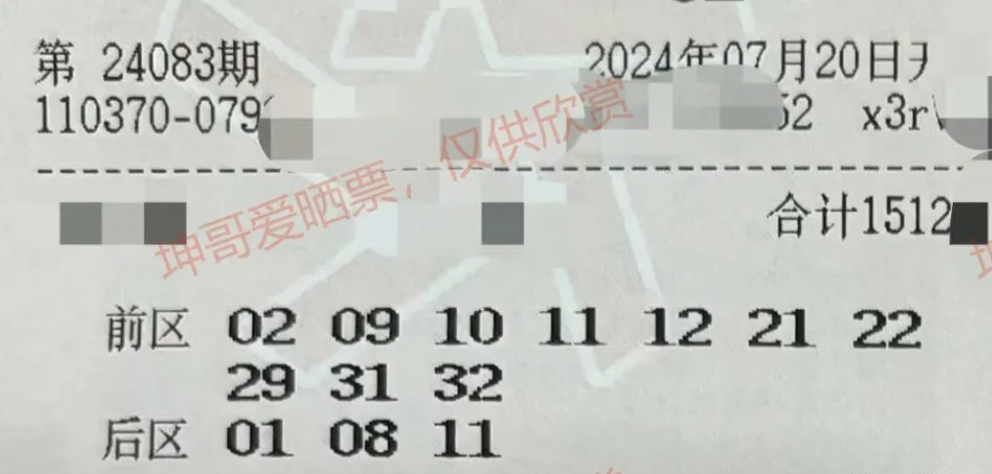 第 24083期 2024年07月20日
110370-079 52 x3r
合计1512
坤哥爱晒票，仅供欣赏
前区 02 09 10 11 12 21 22
29 31 32
后区 01 08 11